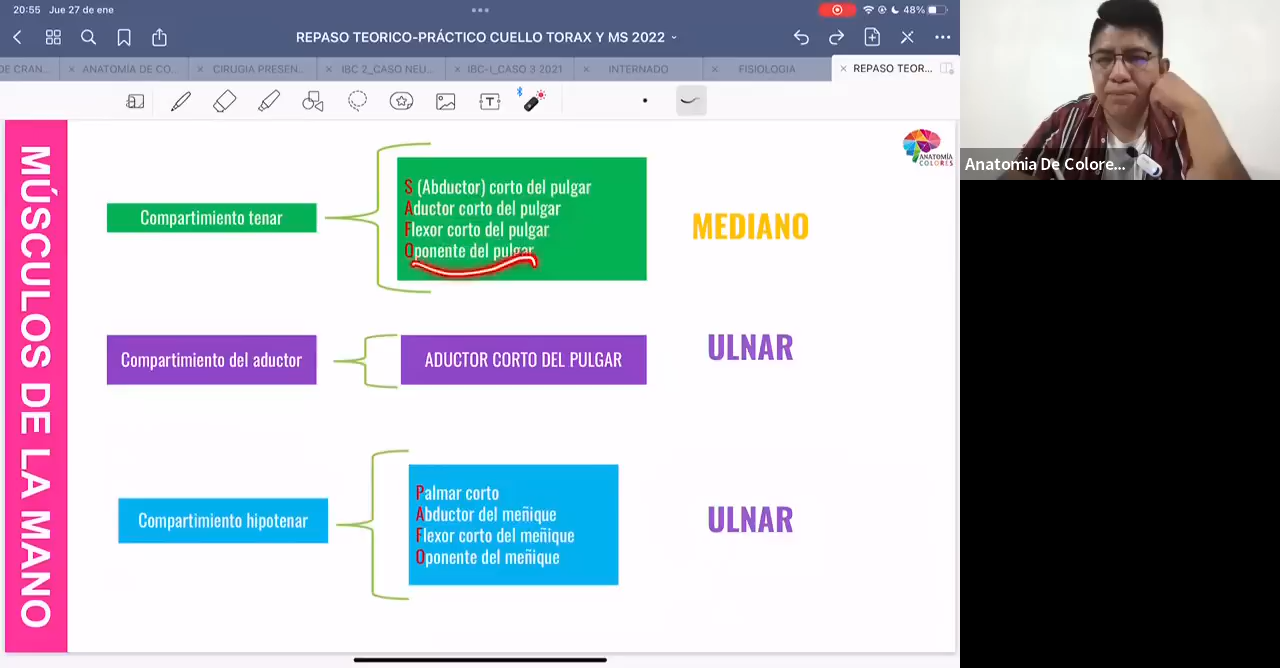 20:55 Jue 27 de ene
48%
REPASO TEORICO-PRÁCTICO CUELLO TORAX Y MS 2022
DE CRAN...
ANATOMÍA DE CO...
CIRUGIA PRESEN...
IBC 2_CASO NEU...
IBC-I_CASO 3 2021
INTERNADO
FISIOLOGIA
REPASO TEOR...
MÚSCULOS DE LA MANO
ANATOMÍA
COLORES
Compartimiento tenar
S (Abductor) corto del pulgar
Aductor corto del pulgar
Flexor corto del pulgar
Oponente del pulgar
MEDIANO
Compartimiento del aductor
ADUCTOR CORTO DEL PULGAR
ULNAR
Compartimiento hipotenar
Palmar corto
Abductor del meñique
Flexor corto del meñique
Oponente del meñique
ULNAR
Anatomia De Colore...